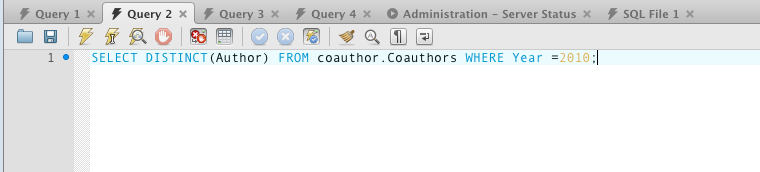 Query 1 Query 2 Query 3 Query 4 Administration - Server Status SQL File 1
1 SELECT DISTINCT(Author) FROM coauthor.Coauthors WHERE Year =2010;